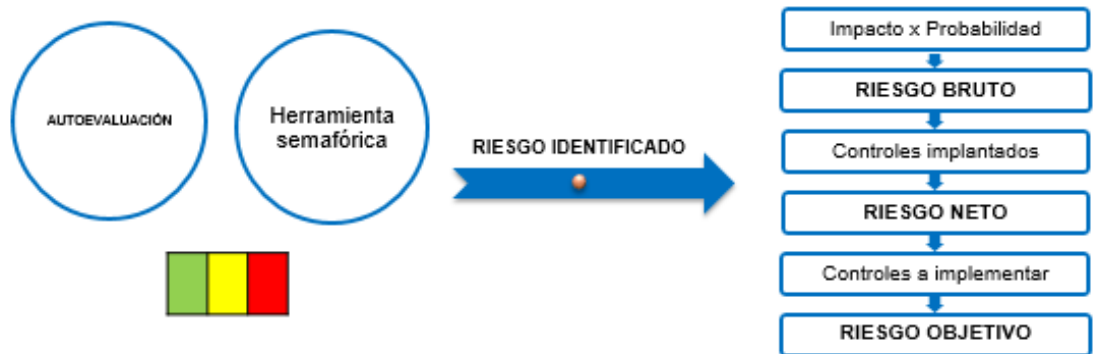 AUTOEVALUACIÓN
Herramienta
semafórica
RIESGO IDENTIFICADO
Impacto x Probabilidad
RIESGO BRUTO
Controles implantados
RIESGO NETO
Controles a implementar
RIESGO OBJETIVO